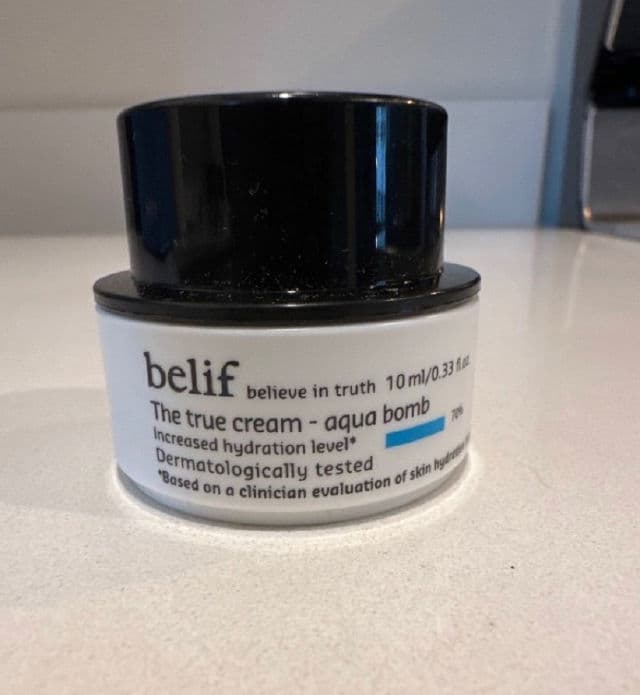 belif believe in truth 10 ml/0.33 fl.oz.
The true cream - aqua bomb
Increased hydration level* 70%
Dermatologically tested
*Based on a clinician evaluation of skin